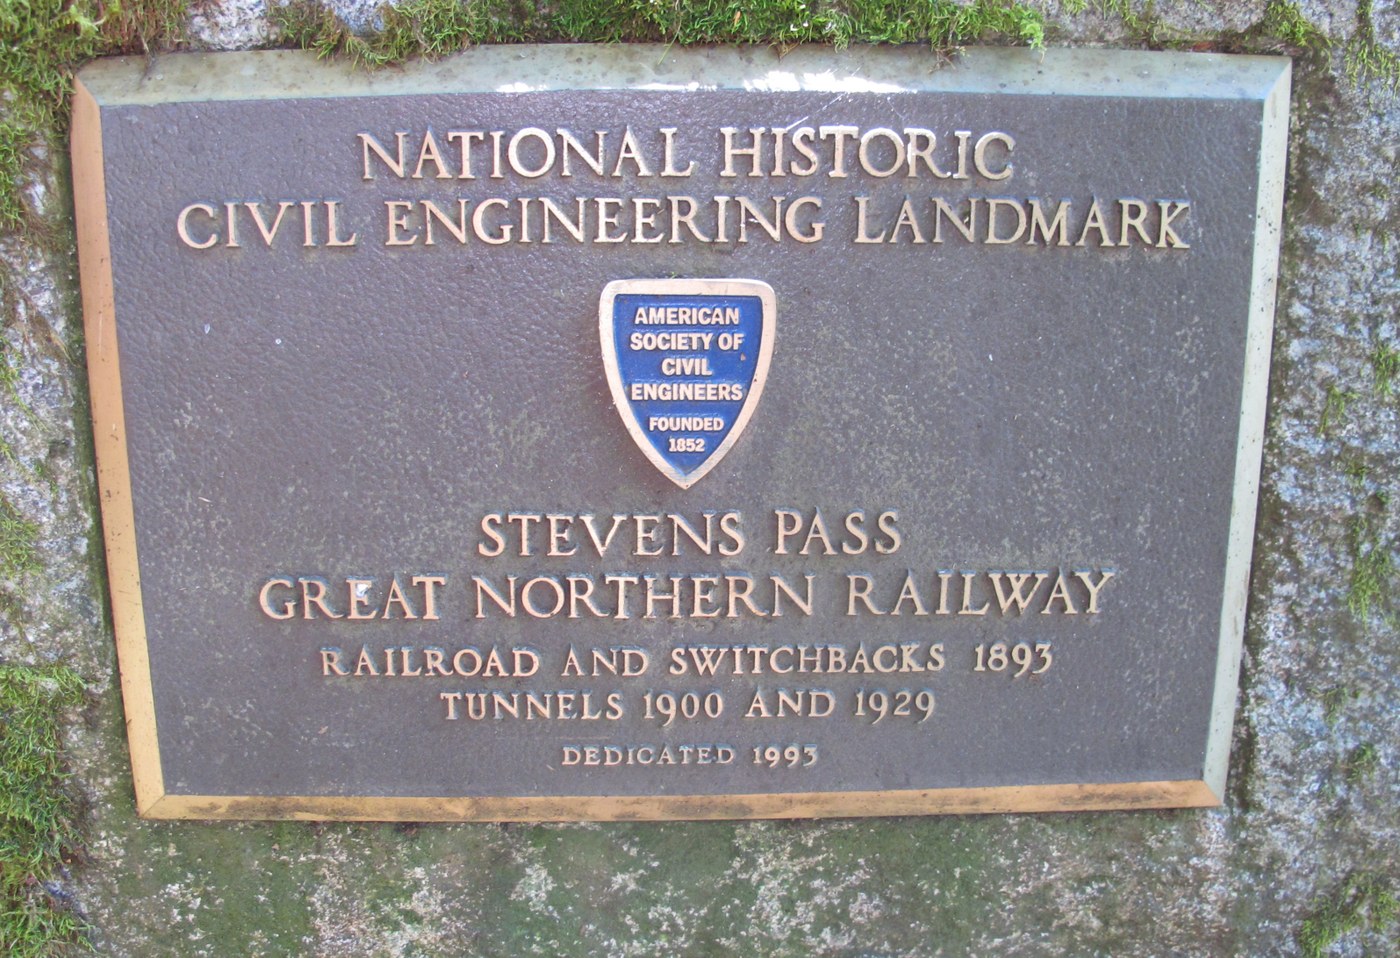 NATIONAL HISTORIC
CIVIL ENGINEERING LANDMARK
AMERICAN
SOCIETY OF
CIVIL
ENGINEERS
FOUNDED
1852
STEVENS PASS
GREAT NORTHERN RAILWAY
RAILROAD AND SWITCHBACKS 1893
TUNNELS 1900 AND 1929
DEDICATED 1993